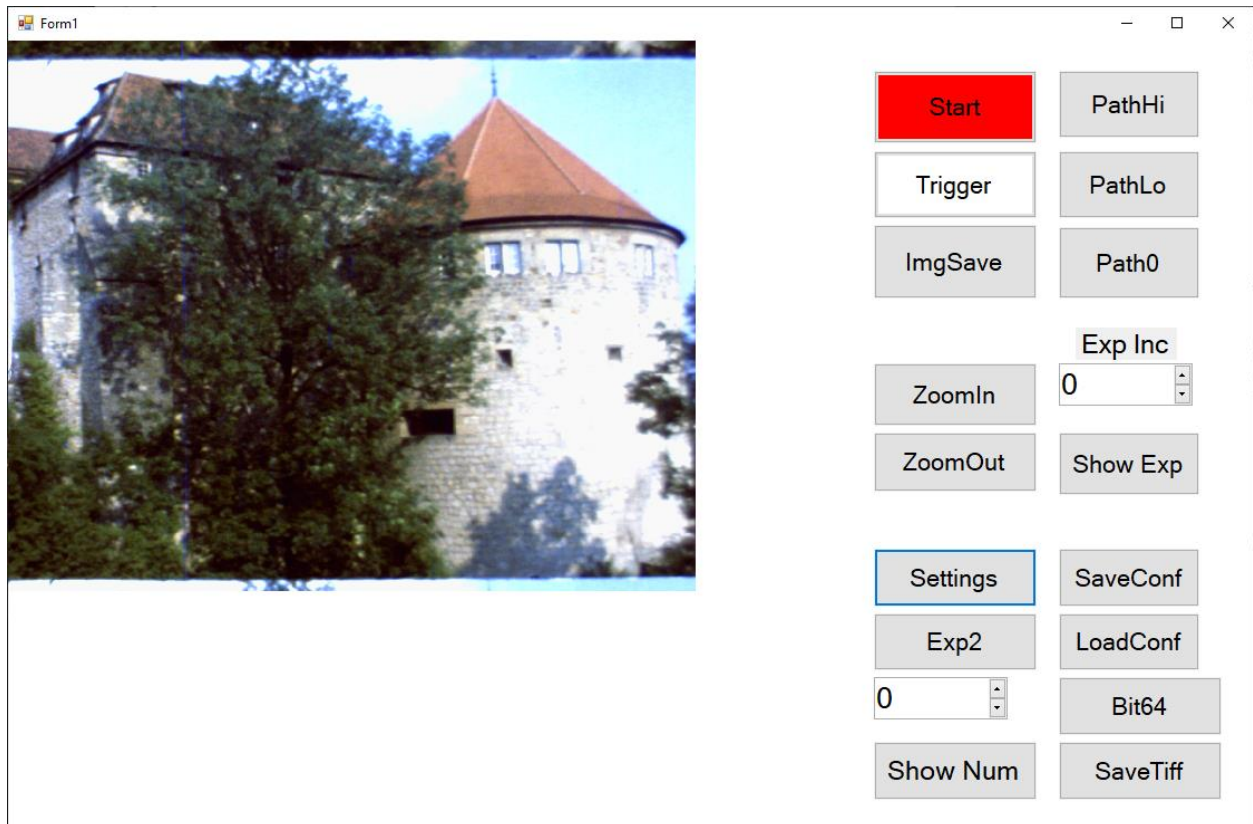 Form1
Start
PathHi
Trigger
PathLo
ImgSave
Path0
Exp Inc
ZoomIn
0
ZoomOut
Show Exp
Settings
SaveConf
Exp2
LoadConf
0
Bit64
Show Num
SaveTiff